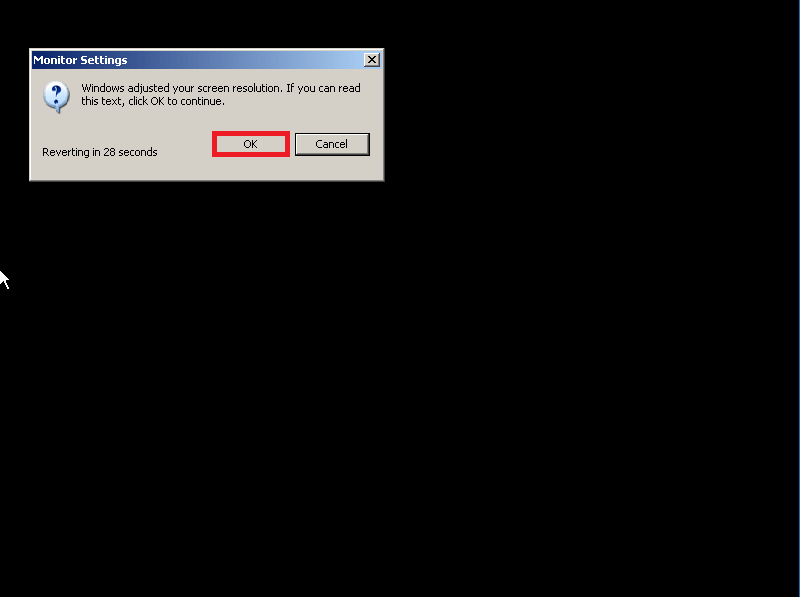 Monitor Settings
Windows adjusted your screen resolution. If you can read
this text, click OK to continue.
Reverting in 28 seconds
OK
Cancel